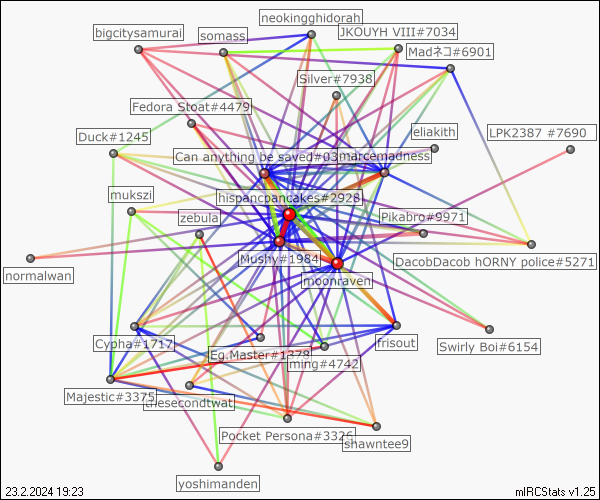 neokingghidorah
bigcitysamurai
somass
JKOUYH VIII#7034
Madネコ#6901
Silver#7938
Fedora Stoat#4479
Duck#1245
eliakith
LPK2387 #7690
Can anything be saved#03
marcemadness
mukszi
hispancpancakes#2928
zebula
Pikabro#9971
normalwan
Mushy#1984
DacobDacob hORNY police#5271
moonraven
Cypha#1717
frisout
Swirly Boi#6154
Eg.Master#1378
ming#4742
Majestic#3375
thesecondtwat
Pocket Persona#3326
shawntee9
yoshimanden
23.2.2024 19:23
mIRCStats v1.25